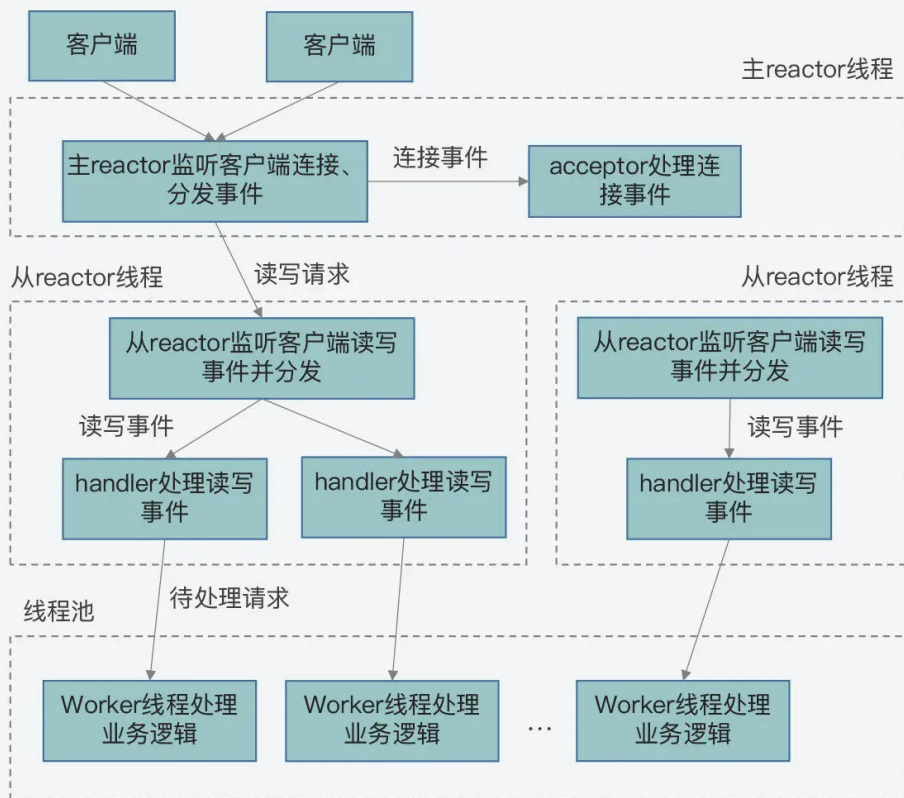 客户端
客户端
主reactor线程
主reactor监听客户端连接、
分发事件
连接事件
acceptor处理连
接事件
从reactor线程
读写请求
从reactor线程
从reactor监听客户端读写
事件并分发
从reactor监听客户端读写
事件并分发
读写事件
读写事件
handler处理读写
事件
handler处理读写
事件
handler处理读写
事件
待处理请求
线程池
Worker线程处理
业务逻辑
Worker线程处理
业务逻辑
...
Worker线程处理
业务逻辑